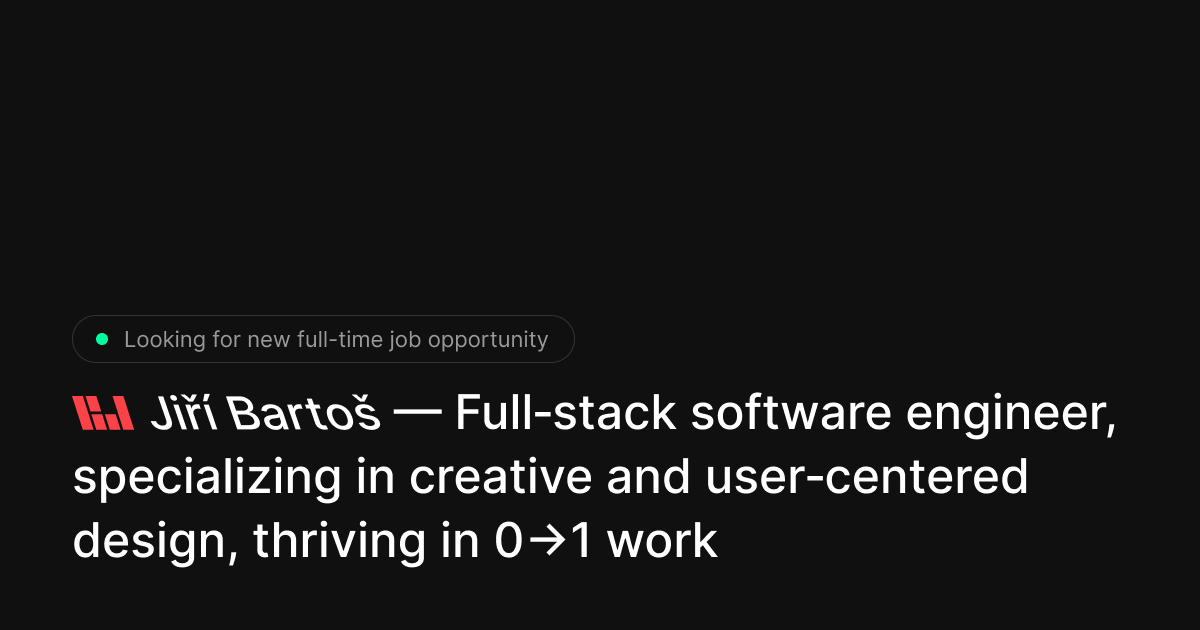 Looking for new full-time job opportunity
Jiří Bartoš — Full-stack software engineer,
specializing in creative and user-centered
design, thriving in 0→1 work